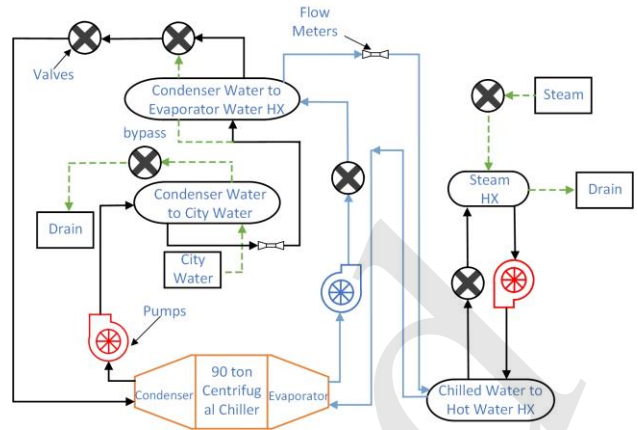 Flow
Meters
Valves
Condenser Water to
Evaporator Water HX
Steam
bypass
Condenser Water
to City Water
Steam
HX
Drain
Drain
City
Water
Pumps
90 ton
Centrifug
al Chiller
Condenser
Evaporator
Chilled Water to
Hot Water HX